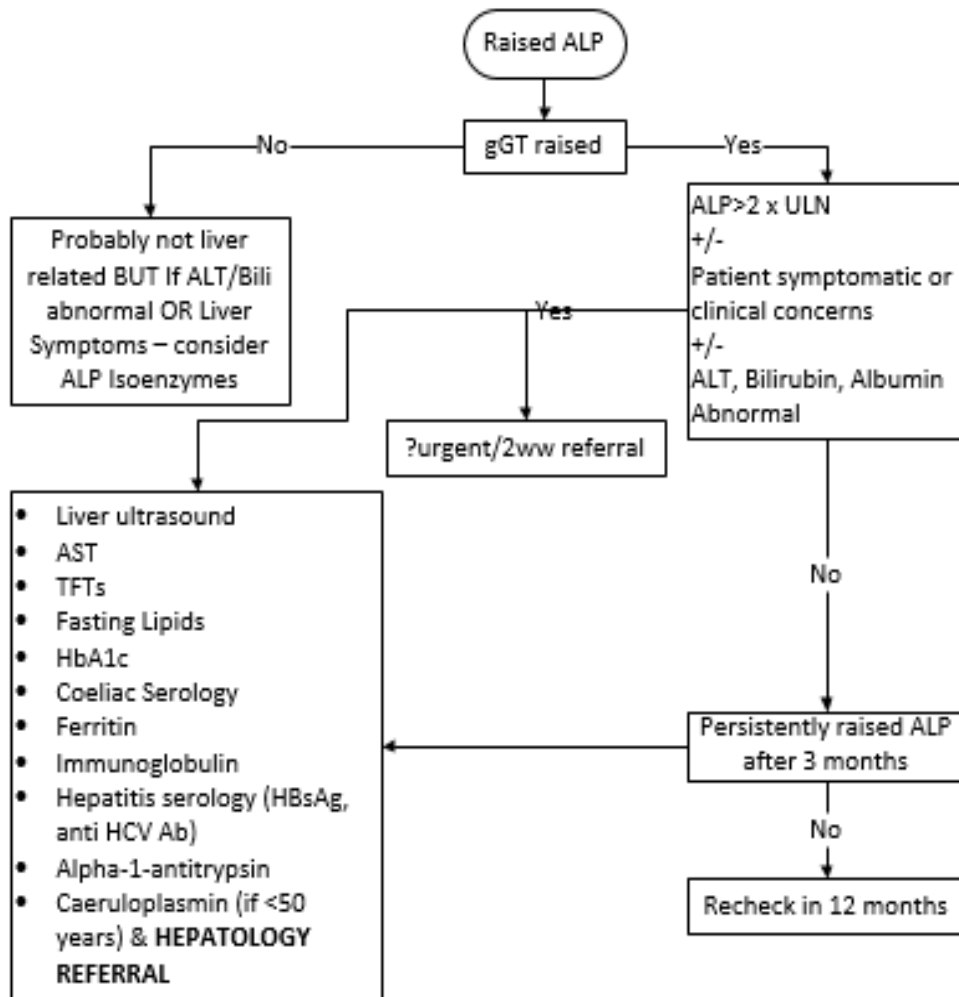 Raised ALP
No
gGT raised
Yes
Probably not liver
related BUT If ALT/Bili
abnormal OR Liver
Symptoms – consider
ALP Isoenzymes
ALP>2 x ULN
+/-
Patient symptomatic or
clinical concerns
+/-
ALT, Bilirubin, Albumin
Abnormal
Yes
?urgent/2ww referral
• Liver ultrasound
• AST
• TFTs
• Fasting Lipids
• HbA1c
• Coeliac Serology
• Ferritin
• Immunoglobulin
• Hepatitis serology (HBsAg,
anti HCV Ab)
• Alpha-1-antitrypsin
• Caeruloplasmin (if <50
years) & HEPATOLOGY
REFERRAL
No
Persistently raised ALP
after 3 months
No
Recheck in 12 months